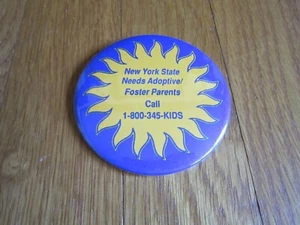 New York State
Needs Adoptive/
Foster Parents
Call
1-800-345-KIDS